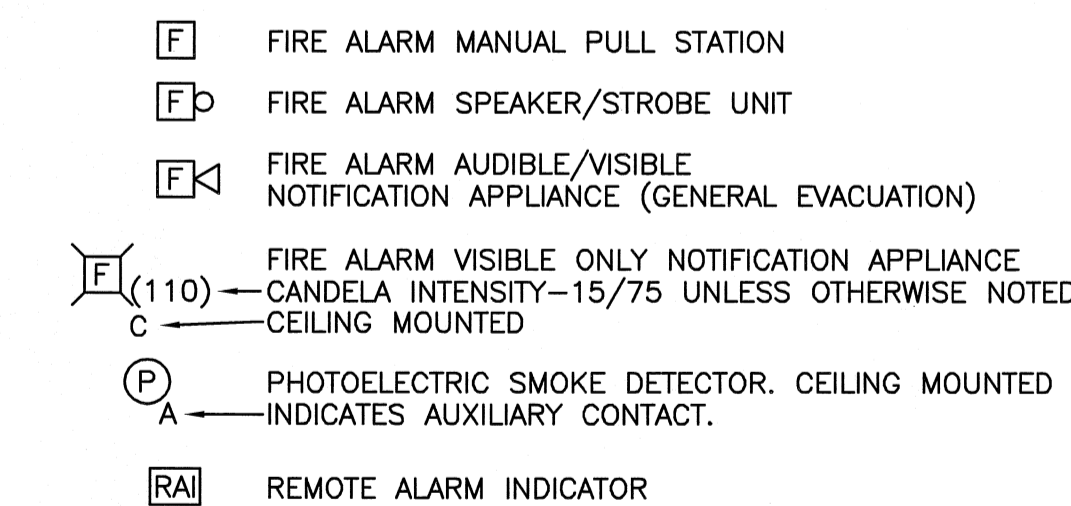 F FIRE ALARM MANUAL PULL STATION
F FIRE ALARM SPEAKER/STROBE UNIT
F FIRE ALARM AUDIBLE/VISIBLE
NOTIFICATION APPLIANCE (GENERAL EVACUATION)
F FIRE ALARM VISIBLE ONLY NOTIFICATION APPLIANCE
(110) CANDELA INTENSITY-15/75 UNLESS OTHERWISE NOTED
C CEILING MOUNTED
P PHOTOELECTRIC SMOKE DETECTOR. CEILING MOUNTED
A INDICATES AUXILIARY CONTACT.
RAI REMOTE ALARM INDICATOR